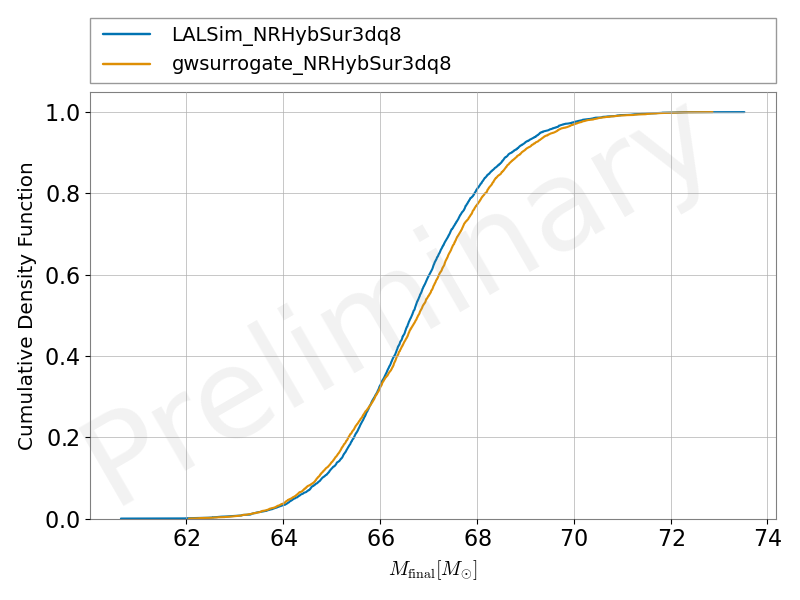 LALSim_NRHybSur3dq8
gwsurrogate_NRHybSur3dq8
1.0
0.8
0.6
0.4
0.2
0.0
Cumulative Density Function
Preliminary
62 64 66 68 70 72 74
M_final[M_☉]